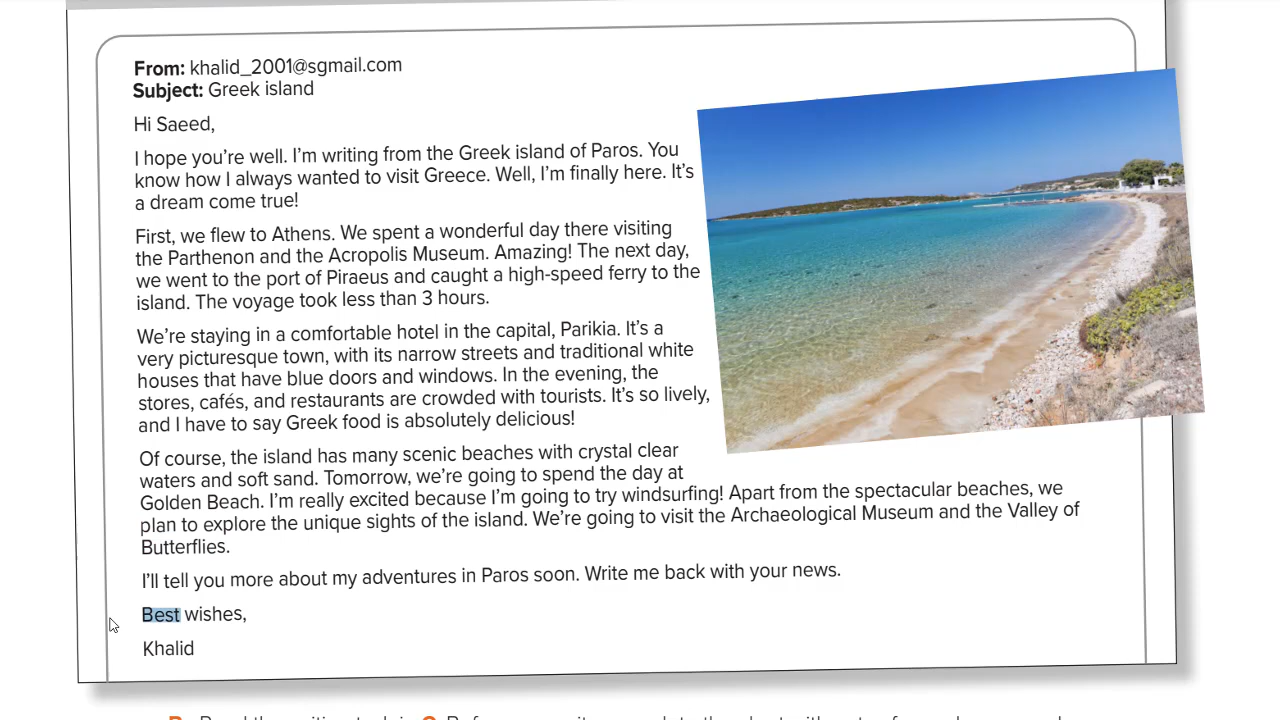 From: khalid_2001@sgmail.com
Subject: Greek island
Hi Saeed,
I hope you're well. I'm writing from the Greek island of Paros. You
know how I always wanted to visit Greece. Well, I'm finally here. It's
a dream come true!
First, we flew to Athens. We spent a wonderful day there visiting
the Parthenon and the Acropolis Museum. Amazing! The next day,
we went to the port of Piraeus and caught a high-speed ferry to the
island. The voyage took less than 3 hours.
We're staying in a comfortable hotel in the capital, Parikia. It's a
very picturesque town, with its narrow streets and traditional white
houses that have blue doors and windows. In the evening, the
stores, cafés, and restaurants are crowded with tourists. It's so lively,
and I have to say Greek food is absolutely delicious!
Of course, the island has many scenic beaches with crystal clear
waters and soft sand. Tomorrow, we're going to spend the day at
Golden Beach. I'm really excited because I'm going to try windsurfing! Apart from the spectacular beaches, we
plan to explore the unique sights of the island. We're going to visit the Archaeological Museum and the Valley of
Butterflies.
I'll tell you more about my adventures in Paros soon. Write me back with your news.
Best wishes,
Khalid